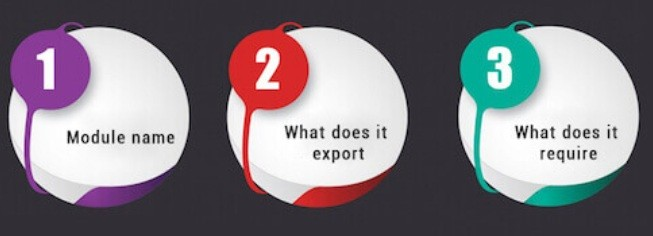 1
Module name
2
What does it
export
3
What does it
require